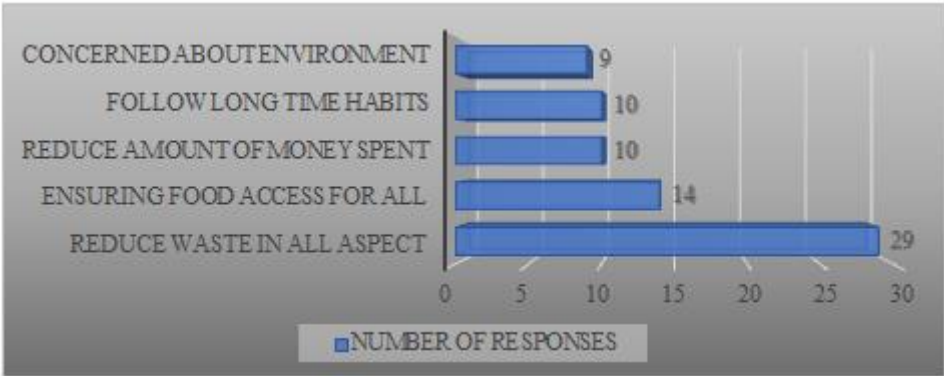 CONCERNED ABOUT ENVIRONMENT 9
FOLLOW LONG TIME HABITS 10
REDUCE AMOUNT OF MONEY SPENT 10
ENSURING FOOD ACCESS FOR ALL 14
REDUCE WASTE IN ALL ASPECT 29
0 5 10 15 20 25 30
NUMBER OF RESPONSES